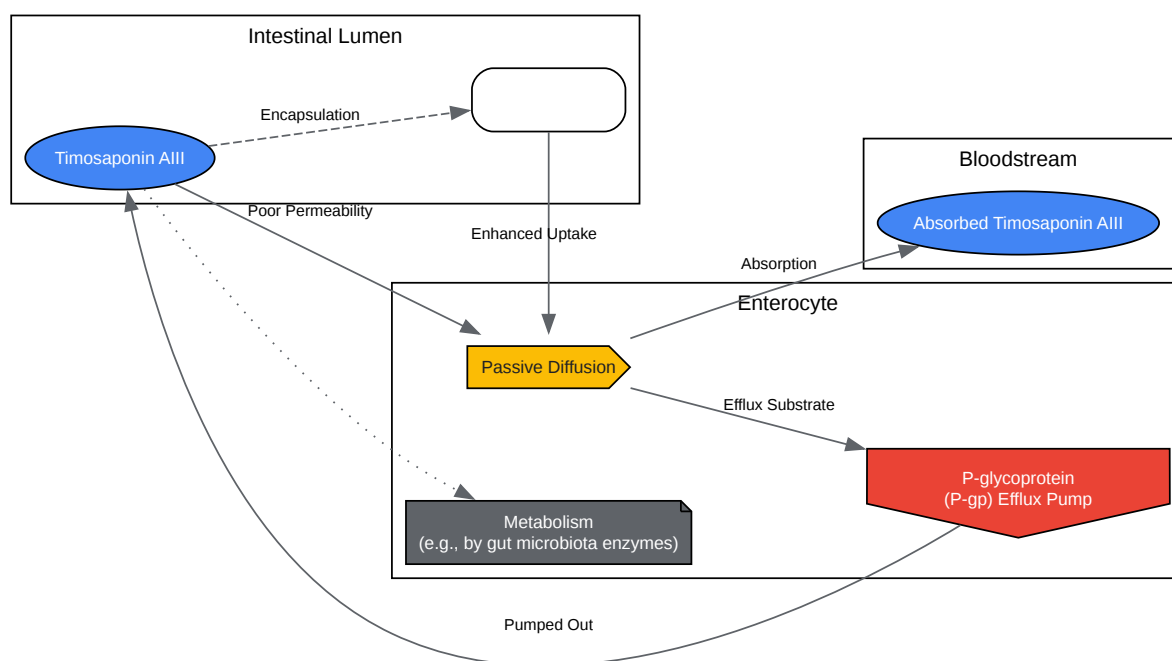 Intestinal Lumen
Encapsulation
Timosaponin AIII
Bloodstream
Poor Permeability
Absorbed Timosaponin AIII
Enhanced Uptake
Absorption
Enterocyte
Passive Diffusion
Efflux Substrate
P-glycoprotein
(P-gp) Efflux Pump
Metabolism
(e.g., by gut microbiota enzymes)
Pumped Out